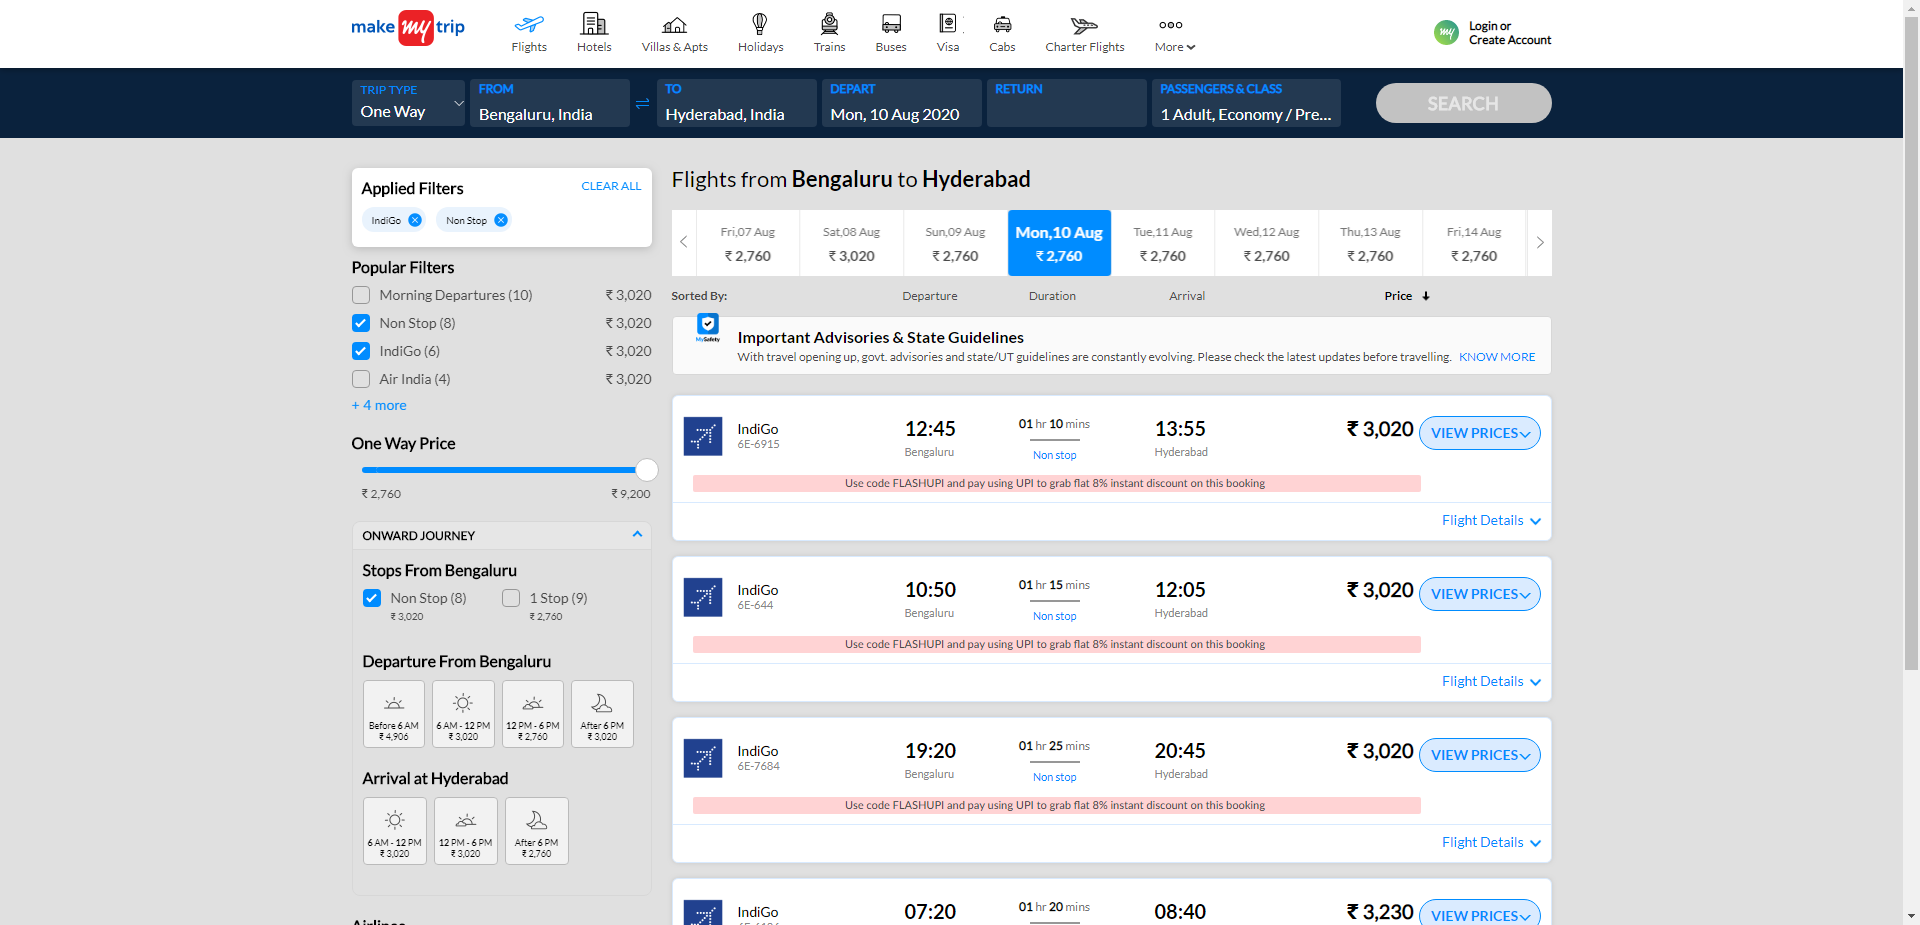 make my trip
Flights
Hotels
Villas & Apts
Holidays
Trains
Buses
Visa
Cabs
Charter Flights
More
my
Login or
Create Account
TRIP TYPE
One Way
FROM
Bengaluru, India
TO
Hyderabad, India
DEPART
Mon, 10 Aug 2020
RETURN
PASSENGERS & CLASS
1 Adult, Economy / Pre...
SEARCH
Applied Filters
CLEAR ALL
IndiGo
Non Stop
Popular Filters
Morning Departures (10) ₹ 3,020
Non Stop (8) ₹ 3,020
IndiGo (6) ₹ 3,020
Air India (4) ₹ 3,020
+ 4 more
One Way Price
₹ 2,760 ₹ 9,200
ONWARD JOURNEY
Stops From Bengaluru
Non Stop (8)
₹ 3,020
1 Stop (9)
₹ 2,760
Departure From Bengaluru
Before 6 AM
₹ 4,906
6 AM - 12 PM
₹ 3,020
12 PM - 6 PM
₹ 2,760
After 6 PM
₹ 3,020
Arrival at Hyderabad
6 AM - 12 PM
₹ 3,020
12 PM - 6 PM
₹ 3,020
After 6 PM
₹ 2,760
Airlines
Flights from Bengaluru to Hyderabad
Fri,07 Aug
₹ 2,760
Sat,08 Aug
₹ 3,020
Sun,09 Aug
₹ 2,760
Mon,10 Aug
₹ 2,760
Tue,11 Aug
₹ 2,760
Wed,12 Aug
₹ 2,760
Thu,13 Aug
₹ 2,760
Fri,14 Aug
₹ 2,760
Sorted By: Departure Duration Arrival Price
MySafety
Important Advisories & State Guidelines
With travel opening up, govt. advisories and state/UT guidelines are constantly evolving. Please check the latest updates before travelling. KNOW MORE
IndiGo
6E-6915
12:45
Bengaluru
01 hr 10 mins
Non stop
13:55
Hyderabad
₹ 3,020
VIEW PRICES
Use code FLASHUPI and pay using UPI to grab flat 8% instant discount on this booking
Flight Details
IndiGo
6E-644
10:50
Bengaluru
01 hr 15 mins
Non stop
12:05
Hyderabad
₹ 3,020
VIEW PRICES
Use code FLASHUPI and pay using UPI to grab flat 8% instant discount on this booking
Flight Details
IndiGo
6E-7684
19:20
Bengaluru
01 hr 25 mins
Non stop
20:45
Hyderabad
₹ 3,020
VIEW PRICES
Use code FLASHUPI and pay using UPI to grab flat 8% instant discount on this booking
Flight Details
IndiGo
07:20
01 hr 20 mins
08:40
₹ 3,230
VIEW PRICES